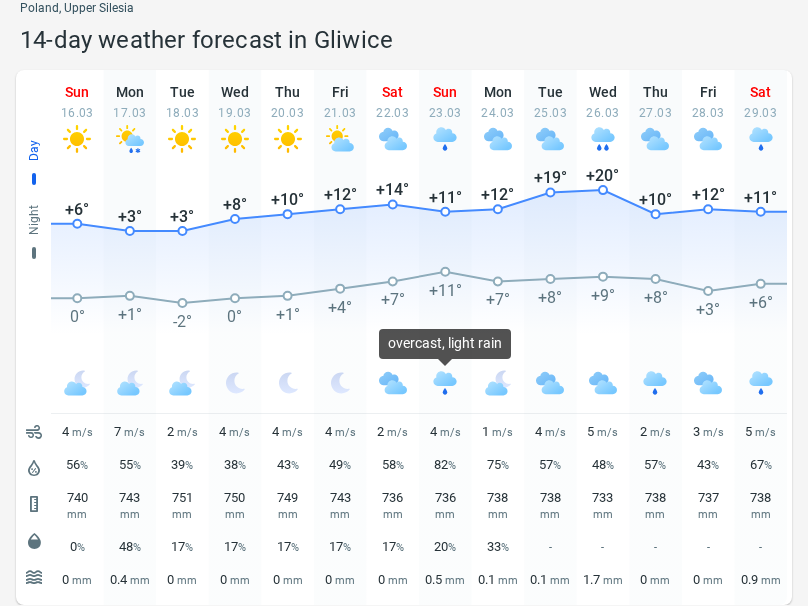 Poland, Upper Silesia
14-day weather forecast in Gliwice
Sun Mon Tue Wed Thu Fri Sat Sun Mon Tue Wed Thu Fri Sat
16.03 17.03 18.03 19.03 20.03 21.03 22.03 23.03 24.03 25.03 26.03 27.03 28.03 29.03
Day
Night
+6° +3° +3° +8° +10° +12° +14° +11° +12° +19° +20° +10° +12° +11°
0° +1° -2° 0° +1° +4° +7° +11° +7° +8° +9° +8° +3° +6°
overcast, light rain
4 m/s 7 m/s 2 m/s 4 m/s 4 m/s 4 m/s 2 m/s 4 m/s 1 m/s 4 m/s 5 m/s 2 m/s 3 m/s 5 m/s
56% 55% 39% 38% 43% 49% 58% 82% 75% 57% 48% 57% 43% 67%
740 743 751 750 749 743 736 736 738 738 733 738 737 738
mm mm mm mm mm mm mm mm mm mm mm mm mm mm
0% 48% 17% 17% 17% 17% 17% 20% 33% - - - - -
0 mm 0.4 mm 0 mm 0 mm 0 mm 0 mm 0 mm 0.5 mm 0.1 mm 0.1 mm 1.7 mm 0 mm 0 mm 0.9 mm